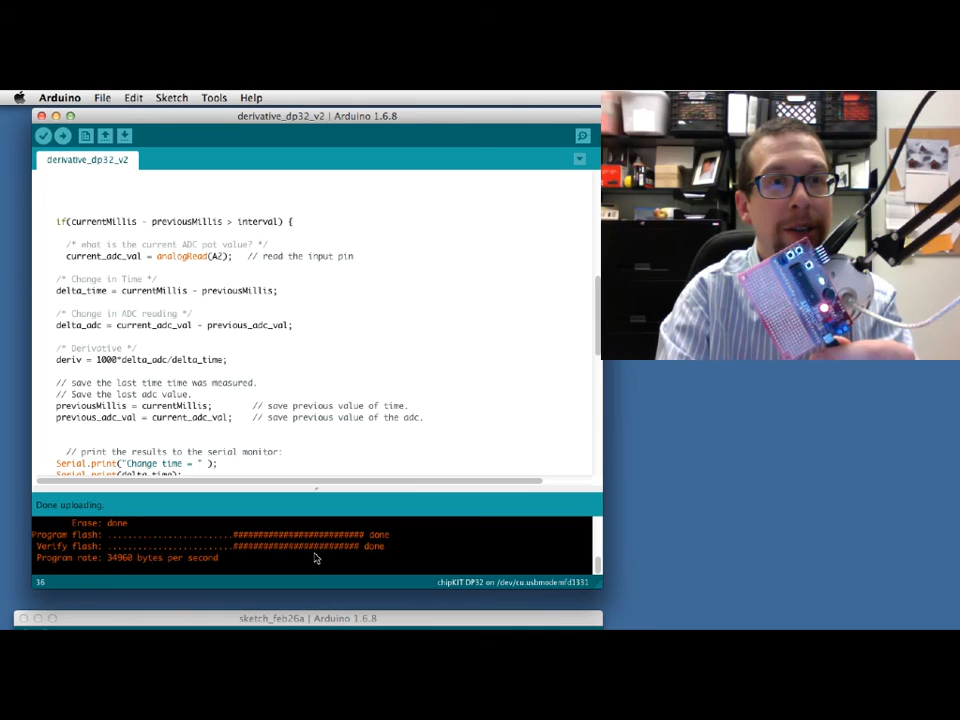 Arduino File Edit Sketch Tools Help
derivative_dp32_v2 | Arduino 1.6.8
derivative_dp32_v2
if(currentMillis - previousMillis > interval) {
/* what is the current ADC pot value? */
current_adc_val = analogRead(A2); // read the input pin
/* Change in Time */
delta_time = currentMillis - previousMillis;
/* Change in ADC reading */
delta_adc = current_adc_val - previous_adc_val;
/* Derivative */
deriv = 1000*delta_adc/delta_time;
// save the last time time was measured.
// Save the last adc value.
previousMillis = currentMillis; // save previous value of time.
previous_adc_val = current_adc_val; // save previous value of the adc.
// print the results to the serial monitor:
Serial.print("Change time = " );
Serial.print(delta_time);
Done uploading.
Erase: done
Program flash: .........................########################## done
Verify flash: .........................######################### done
Program rate: 34960 bytes per second
36
chipKIT DP32 on /dev/cu.usbmodemfd1331
sketch_feb26a | Arduino 1.6.8